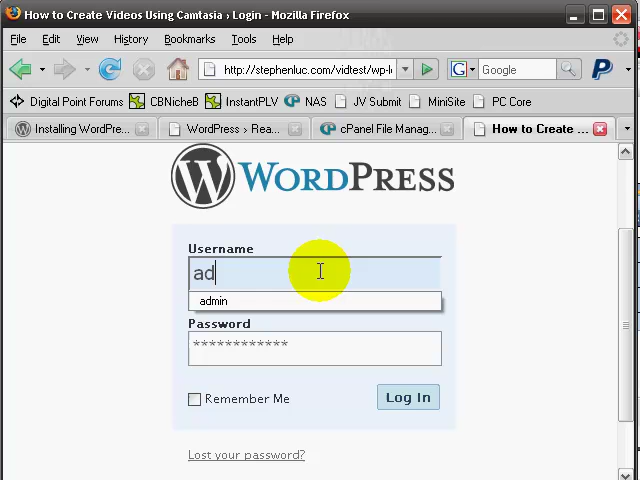 How to Create Videos Using Camtasia › Login - Mozilla Firefox
File Edit View History Bookmarks Tools Help
http://stephenluc.com/vidtest/wp-l
G Google
Digital Point Forums CBNicheB InstantPLV NAS JV Submit MiniSite PC Core
Installing WordPre... WordPress › Rea... cPanel File Manag... How to Create ...
WORDPRESS
Username
ad
admin
Password
************
Remember Me Log In
Lost your password?